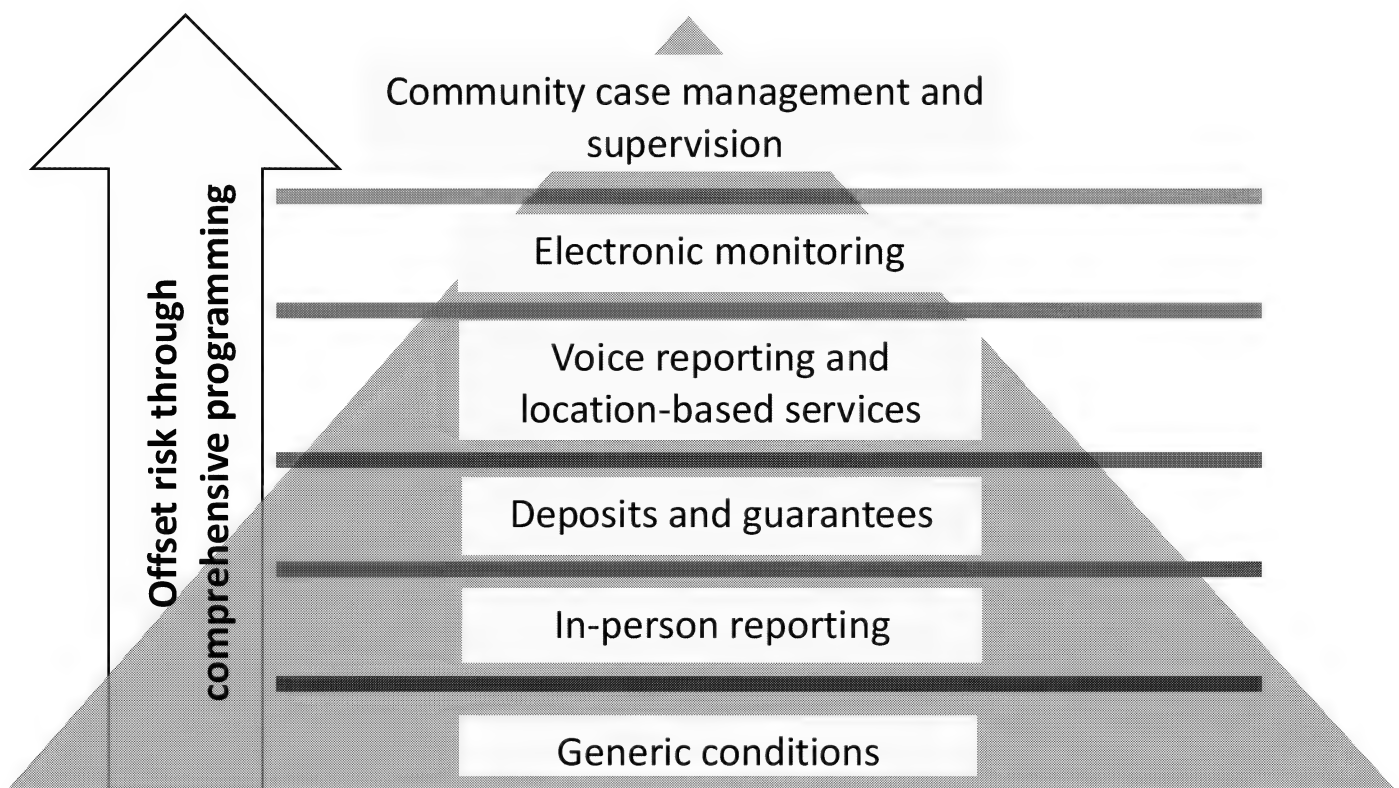 Community case management and
supervision
Electronic monitoring
Voice reporting and
location-based services
Deposits and guarantees
In-person reporting
Generic conditions
Offset risk through
comprehensive programming